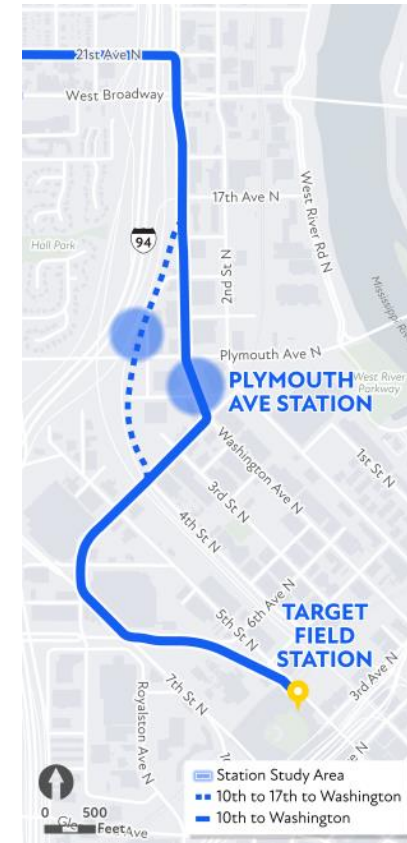 21st Ave N
West Broadway
17th Ave N
West River Rd N
94
Hall Park
2nd St N
Mississippi
Plymouth Ave N
PLYMOUTH
AVE STATION
West River
Parkway
Washington Ave N
1st St N
3rd St N
4th St N
6th Ave N
5th St N
TARGET
FIELD
STATION
3rd Ave N
7th St N
Royalston Ave N
Station Study Area
10th to 17th to Washington
10th to Washington
0 500
Feet
Ave